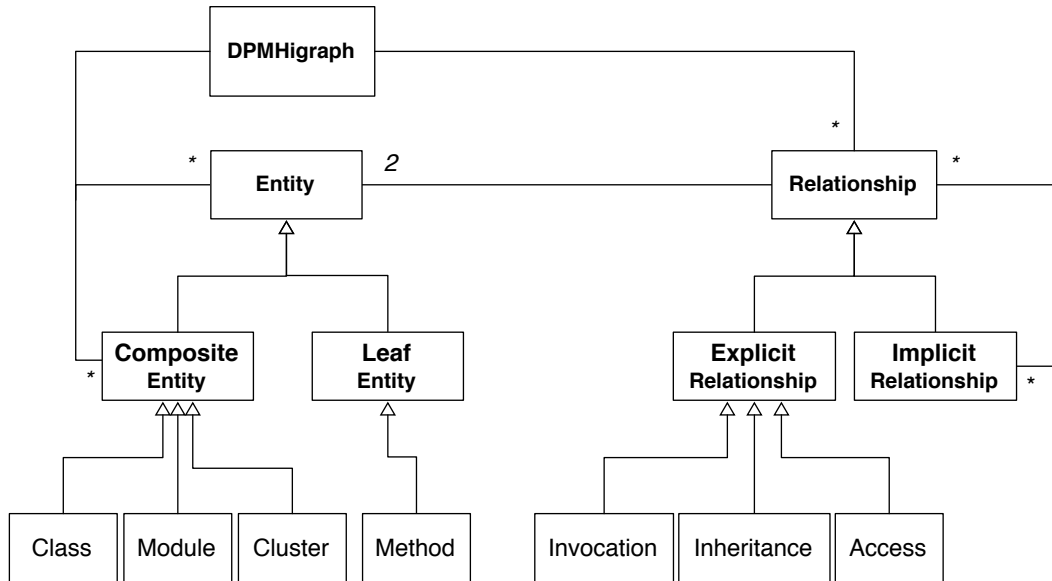 DPMHigraph
*
* 2 *
Entity
Relationship
Composite
Entity
Leaf
Entity
Explicit
Relationship
Implicit
Relationship
*
*
Class
Module
Cluster
Method
Invocation
Inheritance
Access